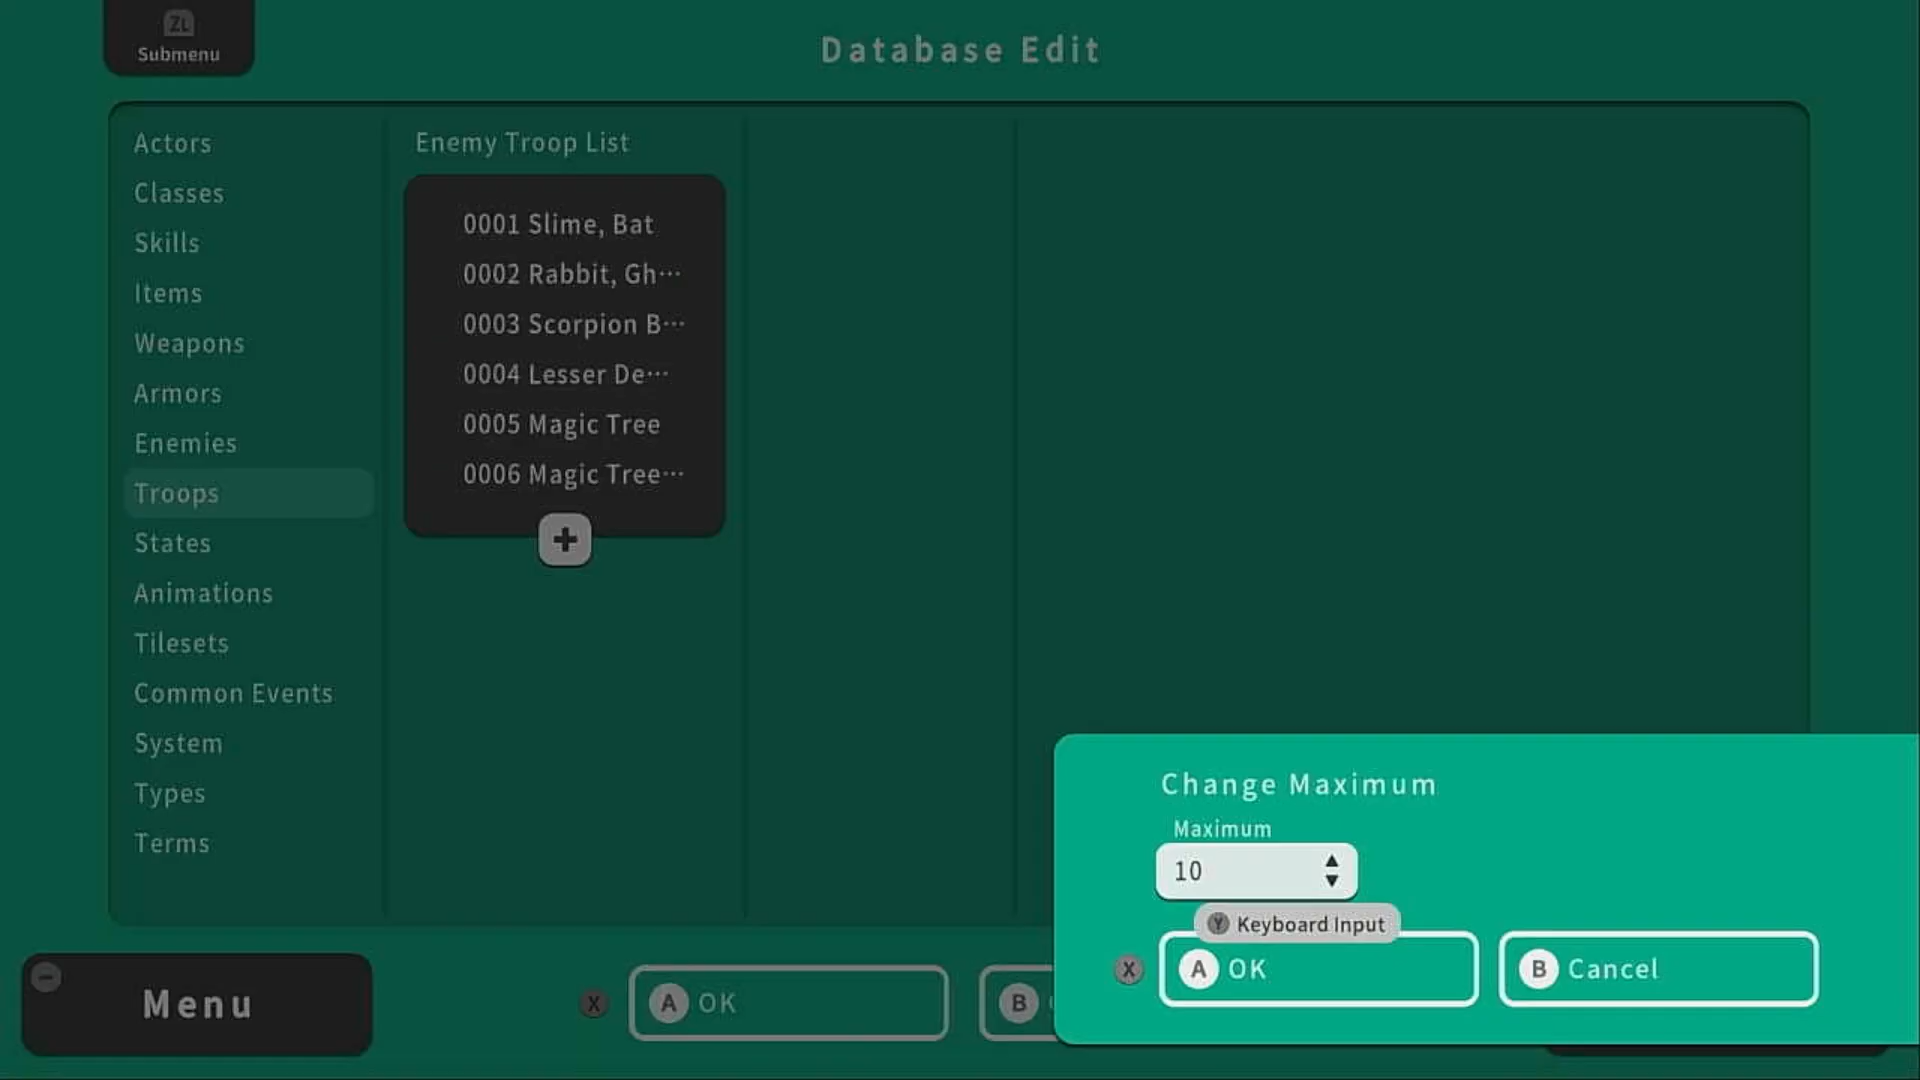 ZL
Submenu
Database Edit
Actors
Classes
Skills
Items
Weapons
Armors
Enemies
Troops
States
Animations
Tilesets
Common Events
System
Types
Terms
Enemy Troop List
0001 Slime, Bat
0002 Rabbit, Gh···
0003 Scorpion B···
0004 Lesser De···
0005 Magic Tree
0006 Magic Tree···
Change Maximum
Maximum
10
Y Keyboard Input
X A OK
B Cancel
Menu
X A OK
B